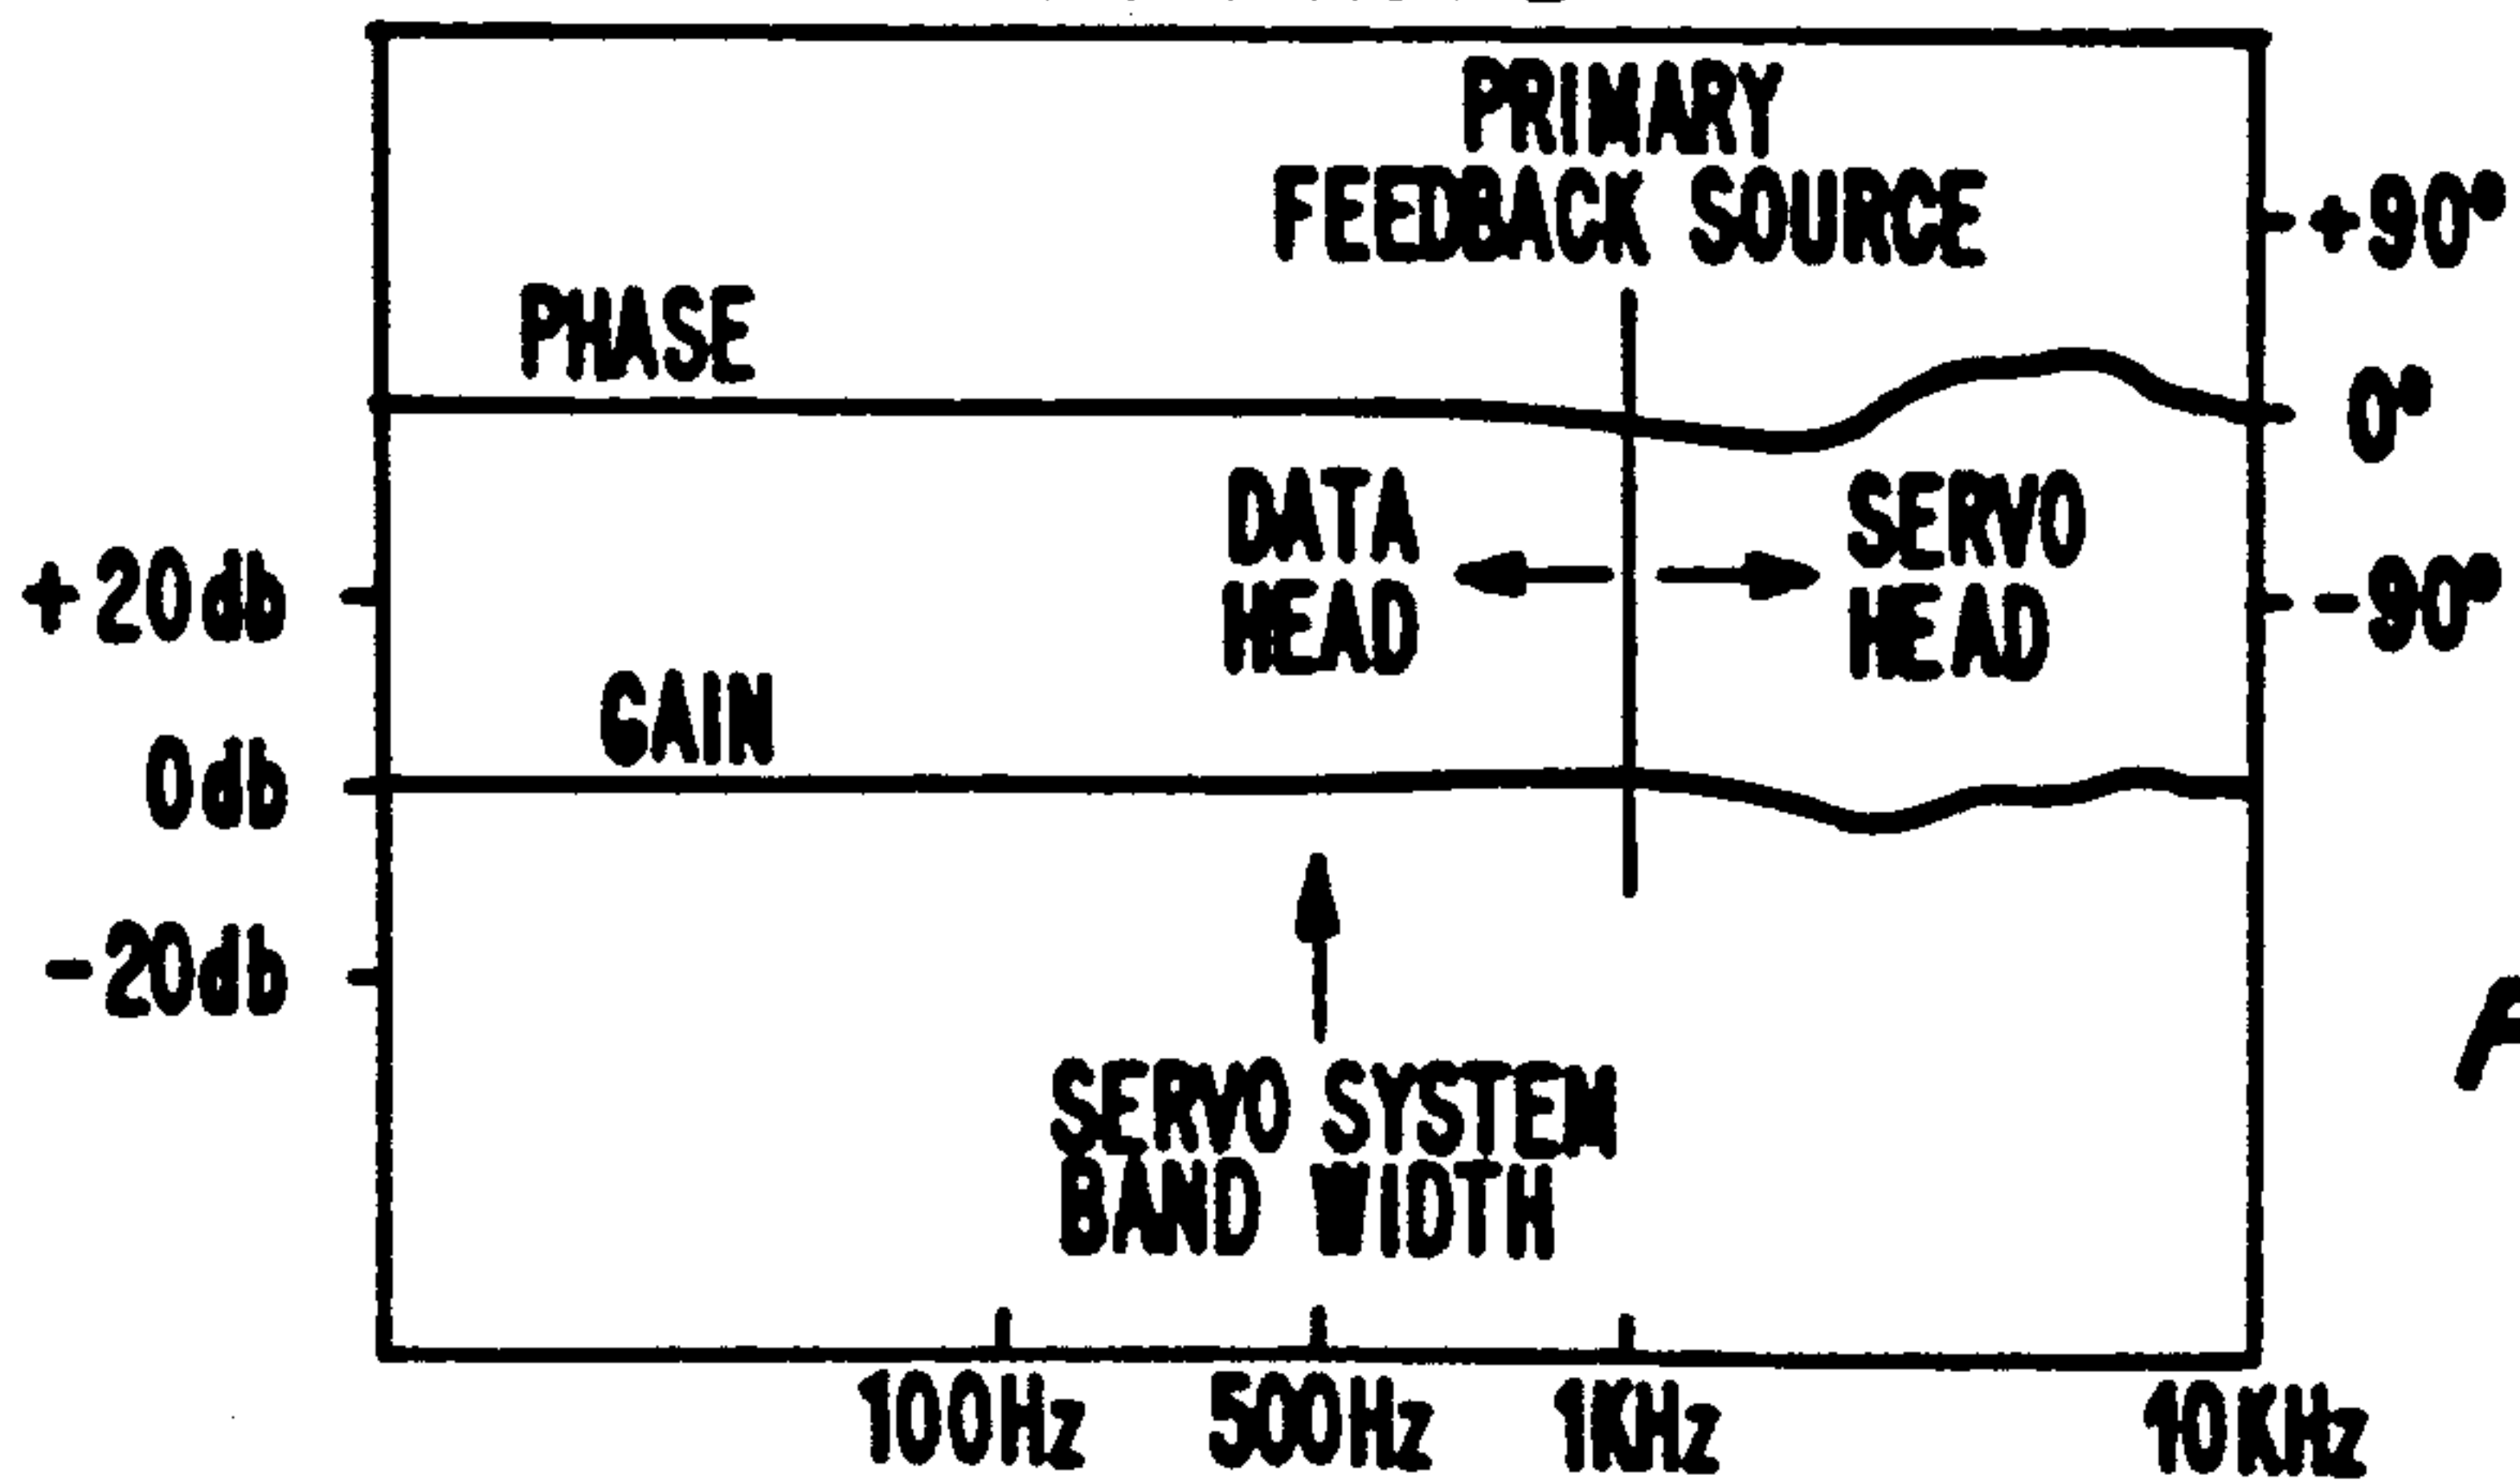 PRIMARY
FEEDBACK SOURCE
+90°
PHASE
0°
DATA
HEAD
SERVO
HEAD
+20db
-90°
GAIN
0db
-20db
SERVO SYSTEM
BAND WIDTH
100Hz
500Hz
1KHz
10KHz